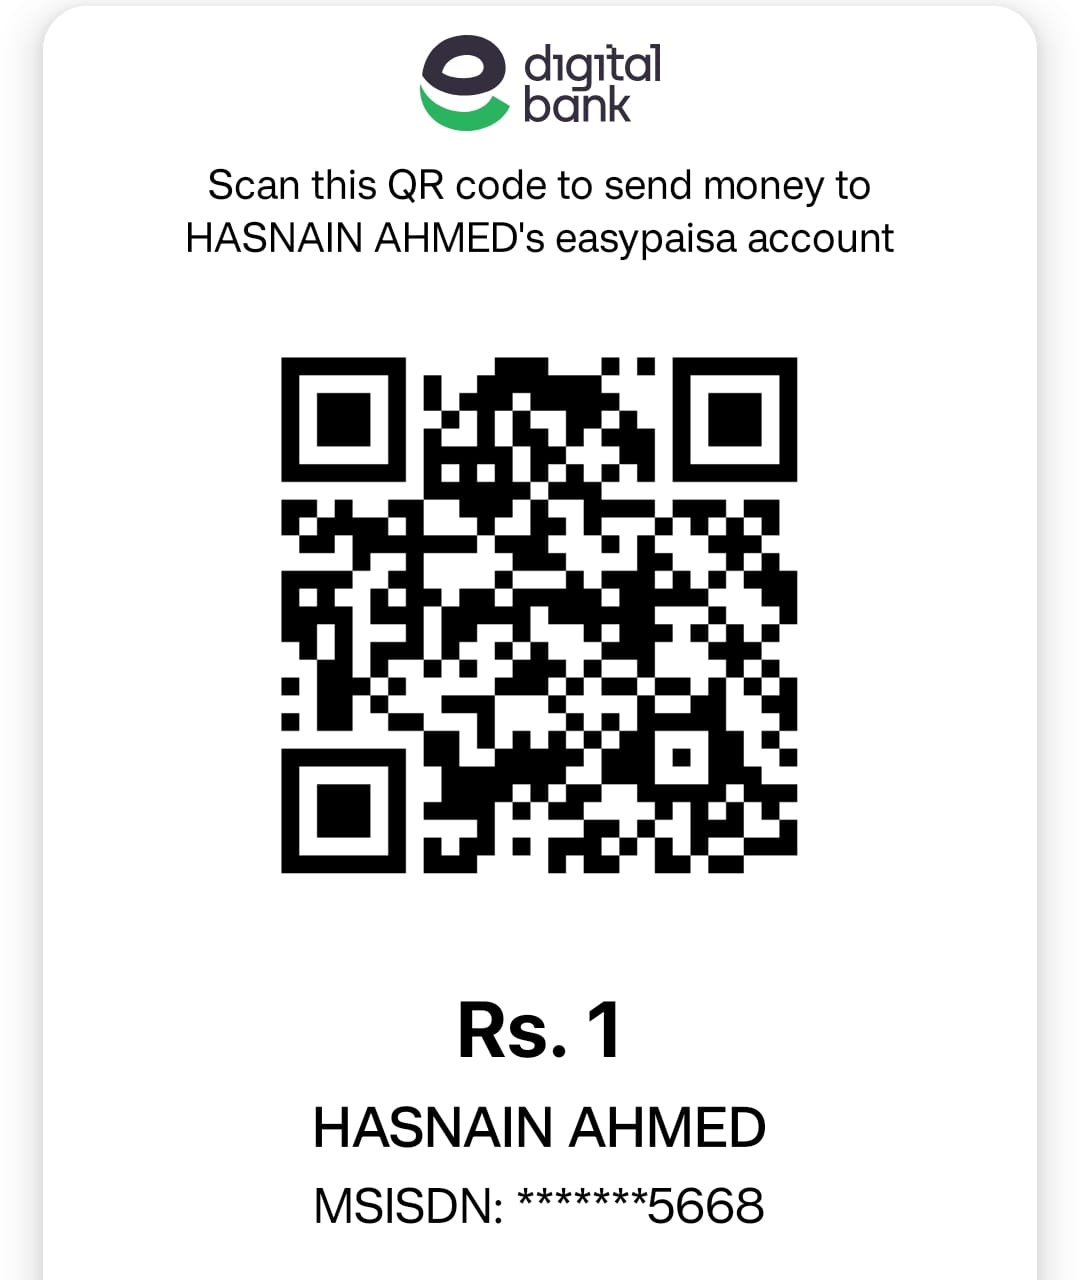 digital
bank
Scan this QR code to send money to
HASNAIN AHMED's easypaisa account
Rs. 1
HASNAIN AHMED
MSISDN: *******5668